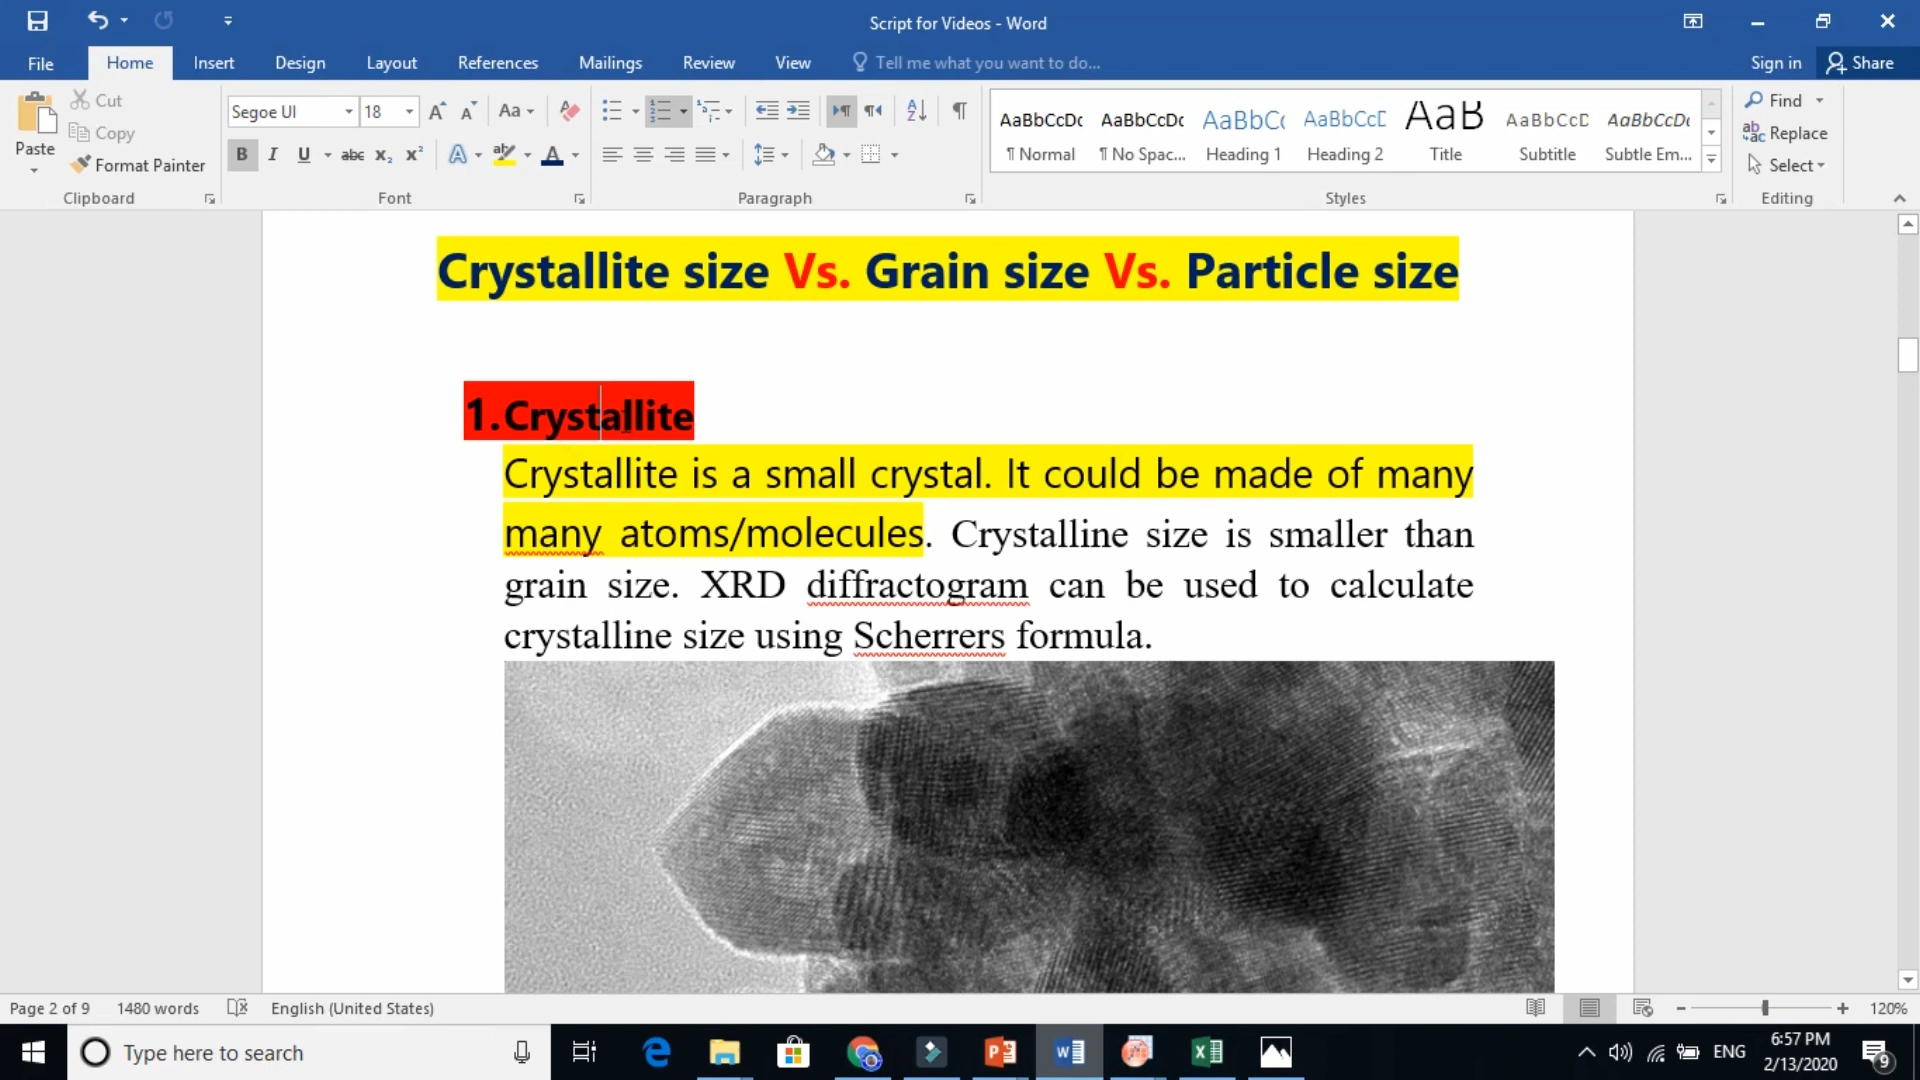 Script for Videos - Word
File Home Insert Design Layout References Mailings Review View Tell me what you want to do... Sign in Share
Paste Cut Copy Format Painter
Segoe UI 18 Aa
B I U abc x₂ x² A ab A
AaBbCcDc AaBbCcDc AaBbCc AaBbCcD AaB AaBbCcD AaBbCcDc
¶ Normal ¶ No Spac... Heading 1 Heading 2 Title Subtitle Subtle Em...
Find
Replace
Select
Clipboard Font Paragraph Styles Editing
Crystallite size Vs. Grain size Vs. Particle size
1.Crystallite
Crystallite is a small crystal. It could be made of many
many atoms/molecules. Crystalline size is smaller than
grain size. XRD diffractogram can be used to calculate
crystalline size using Scherrers formula.
Page 2 of 9 1480 words English (United States) 120%
Type here to search
ENG 6:57 PM
2/13/2020 9